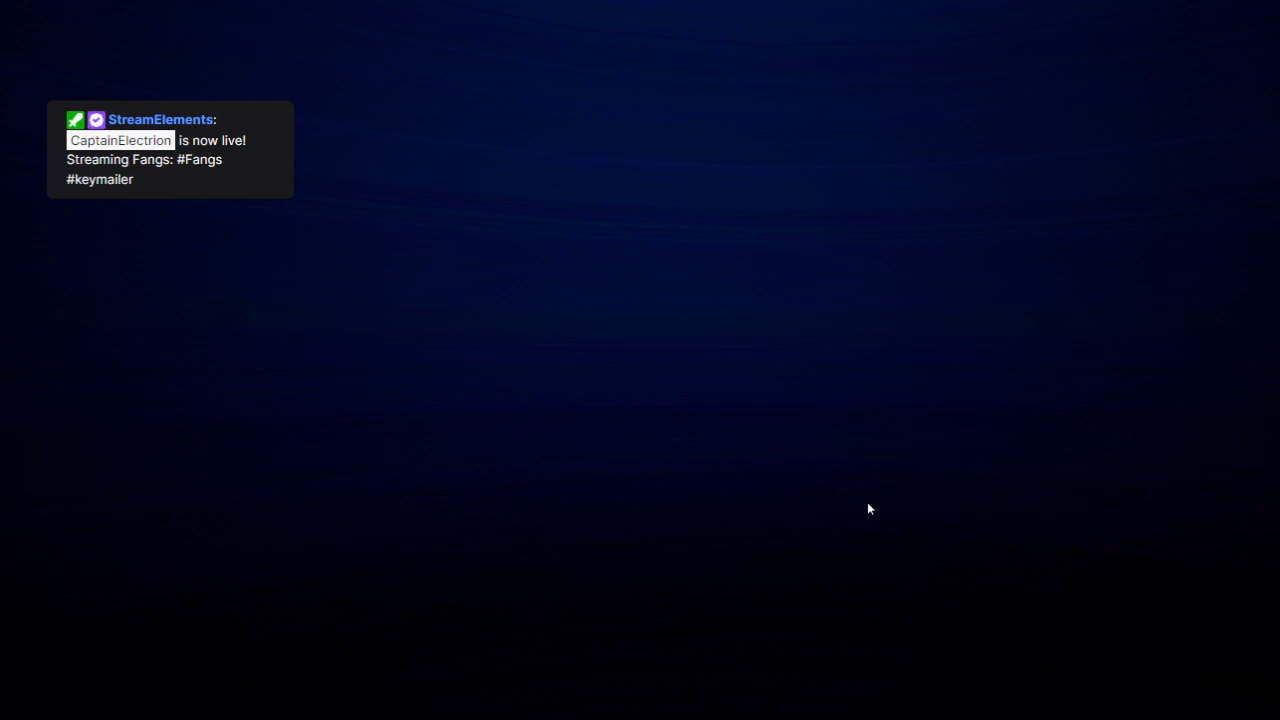 StreamElements:
CaptainElectrion is now live!
Streaming Fangs: #Fangs
#keymailer